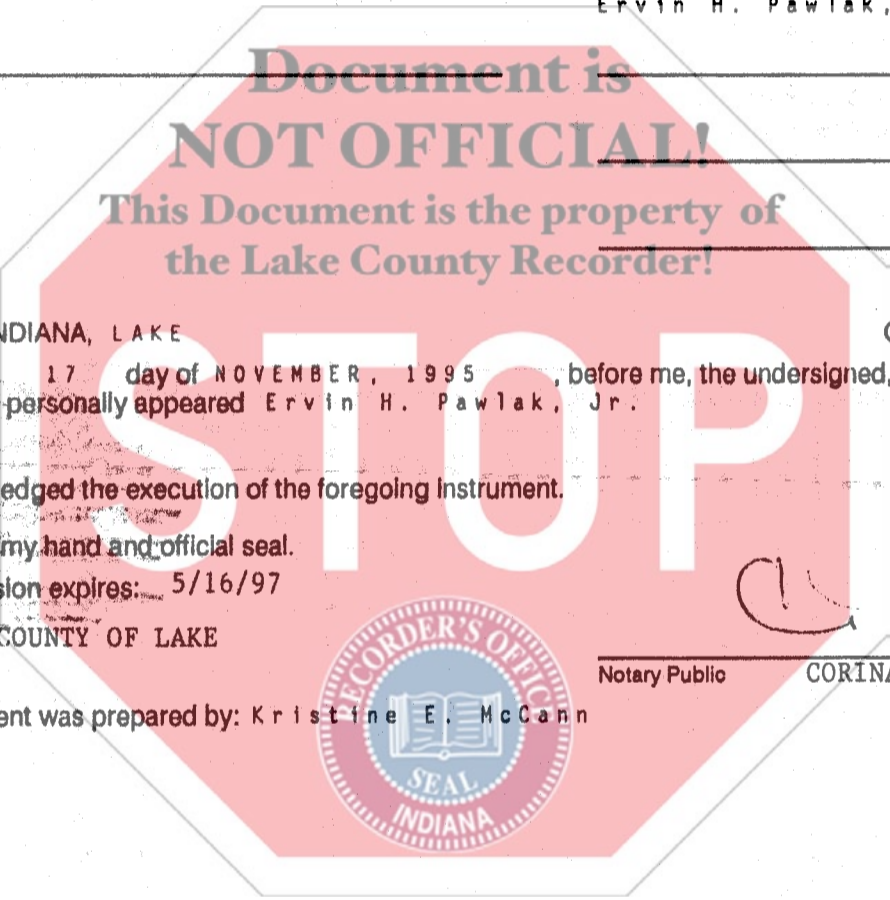 Ervin H. Pawlak,
Document is
NOT OFFICIAL!
This Document is the property of
the Lake County Recorder!
STOP
NDIANA, LAKE
17 day of NOVEMBER, 1995 , before me, the undersigned,
personally appeared Ervin H. Pawlak, Jr.
edged the execution of the foregoing instrument.
my hand and official seal.
sion expires: 5/16/97
COUNTY OF LAKE
Notary Public CORINA
ent was prepared by: Kristine E. McCann
RECORDER'S OFFICE
SEAL
INDIANA